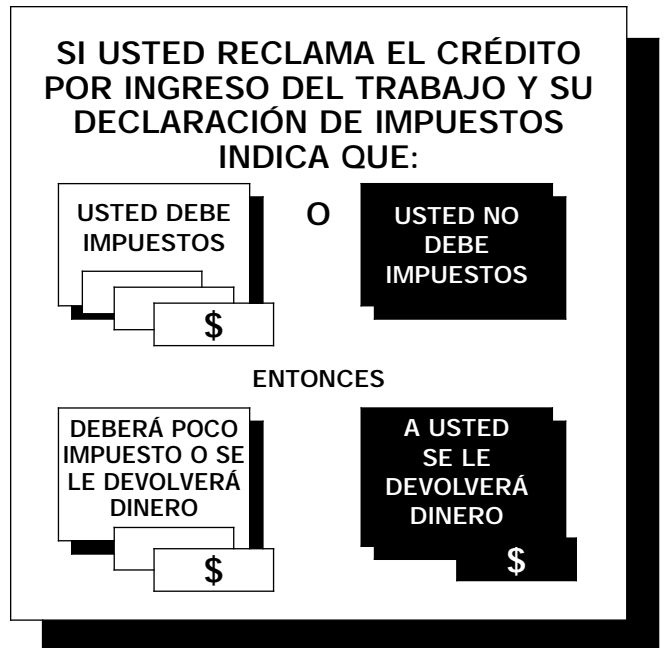 SI USTED RECLAMA EL CRÉDITO
POR INGRESO DEL TRABAJO Y SU
DECLARACIÓN DE IMPUESTOS
INDICA QUE:
USTED DEBE
IMPUESTOS
$
O
USTED NO
DEBE
IMPUESTOS
ENTONCES
DEBERÁ POCO
IMPUESTO O SE
LE DEVOLVERÁ
DINERO
$
A USTED
SE LE
DEVOLVERÁ
DINERO
$